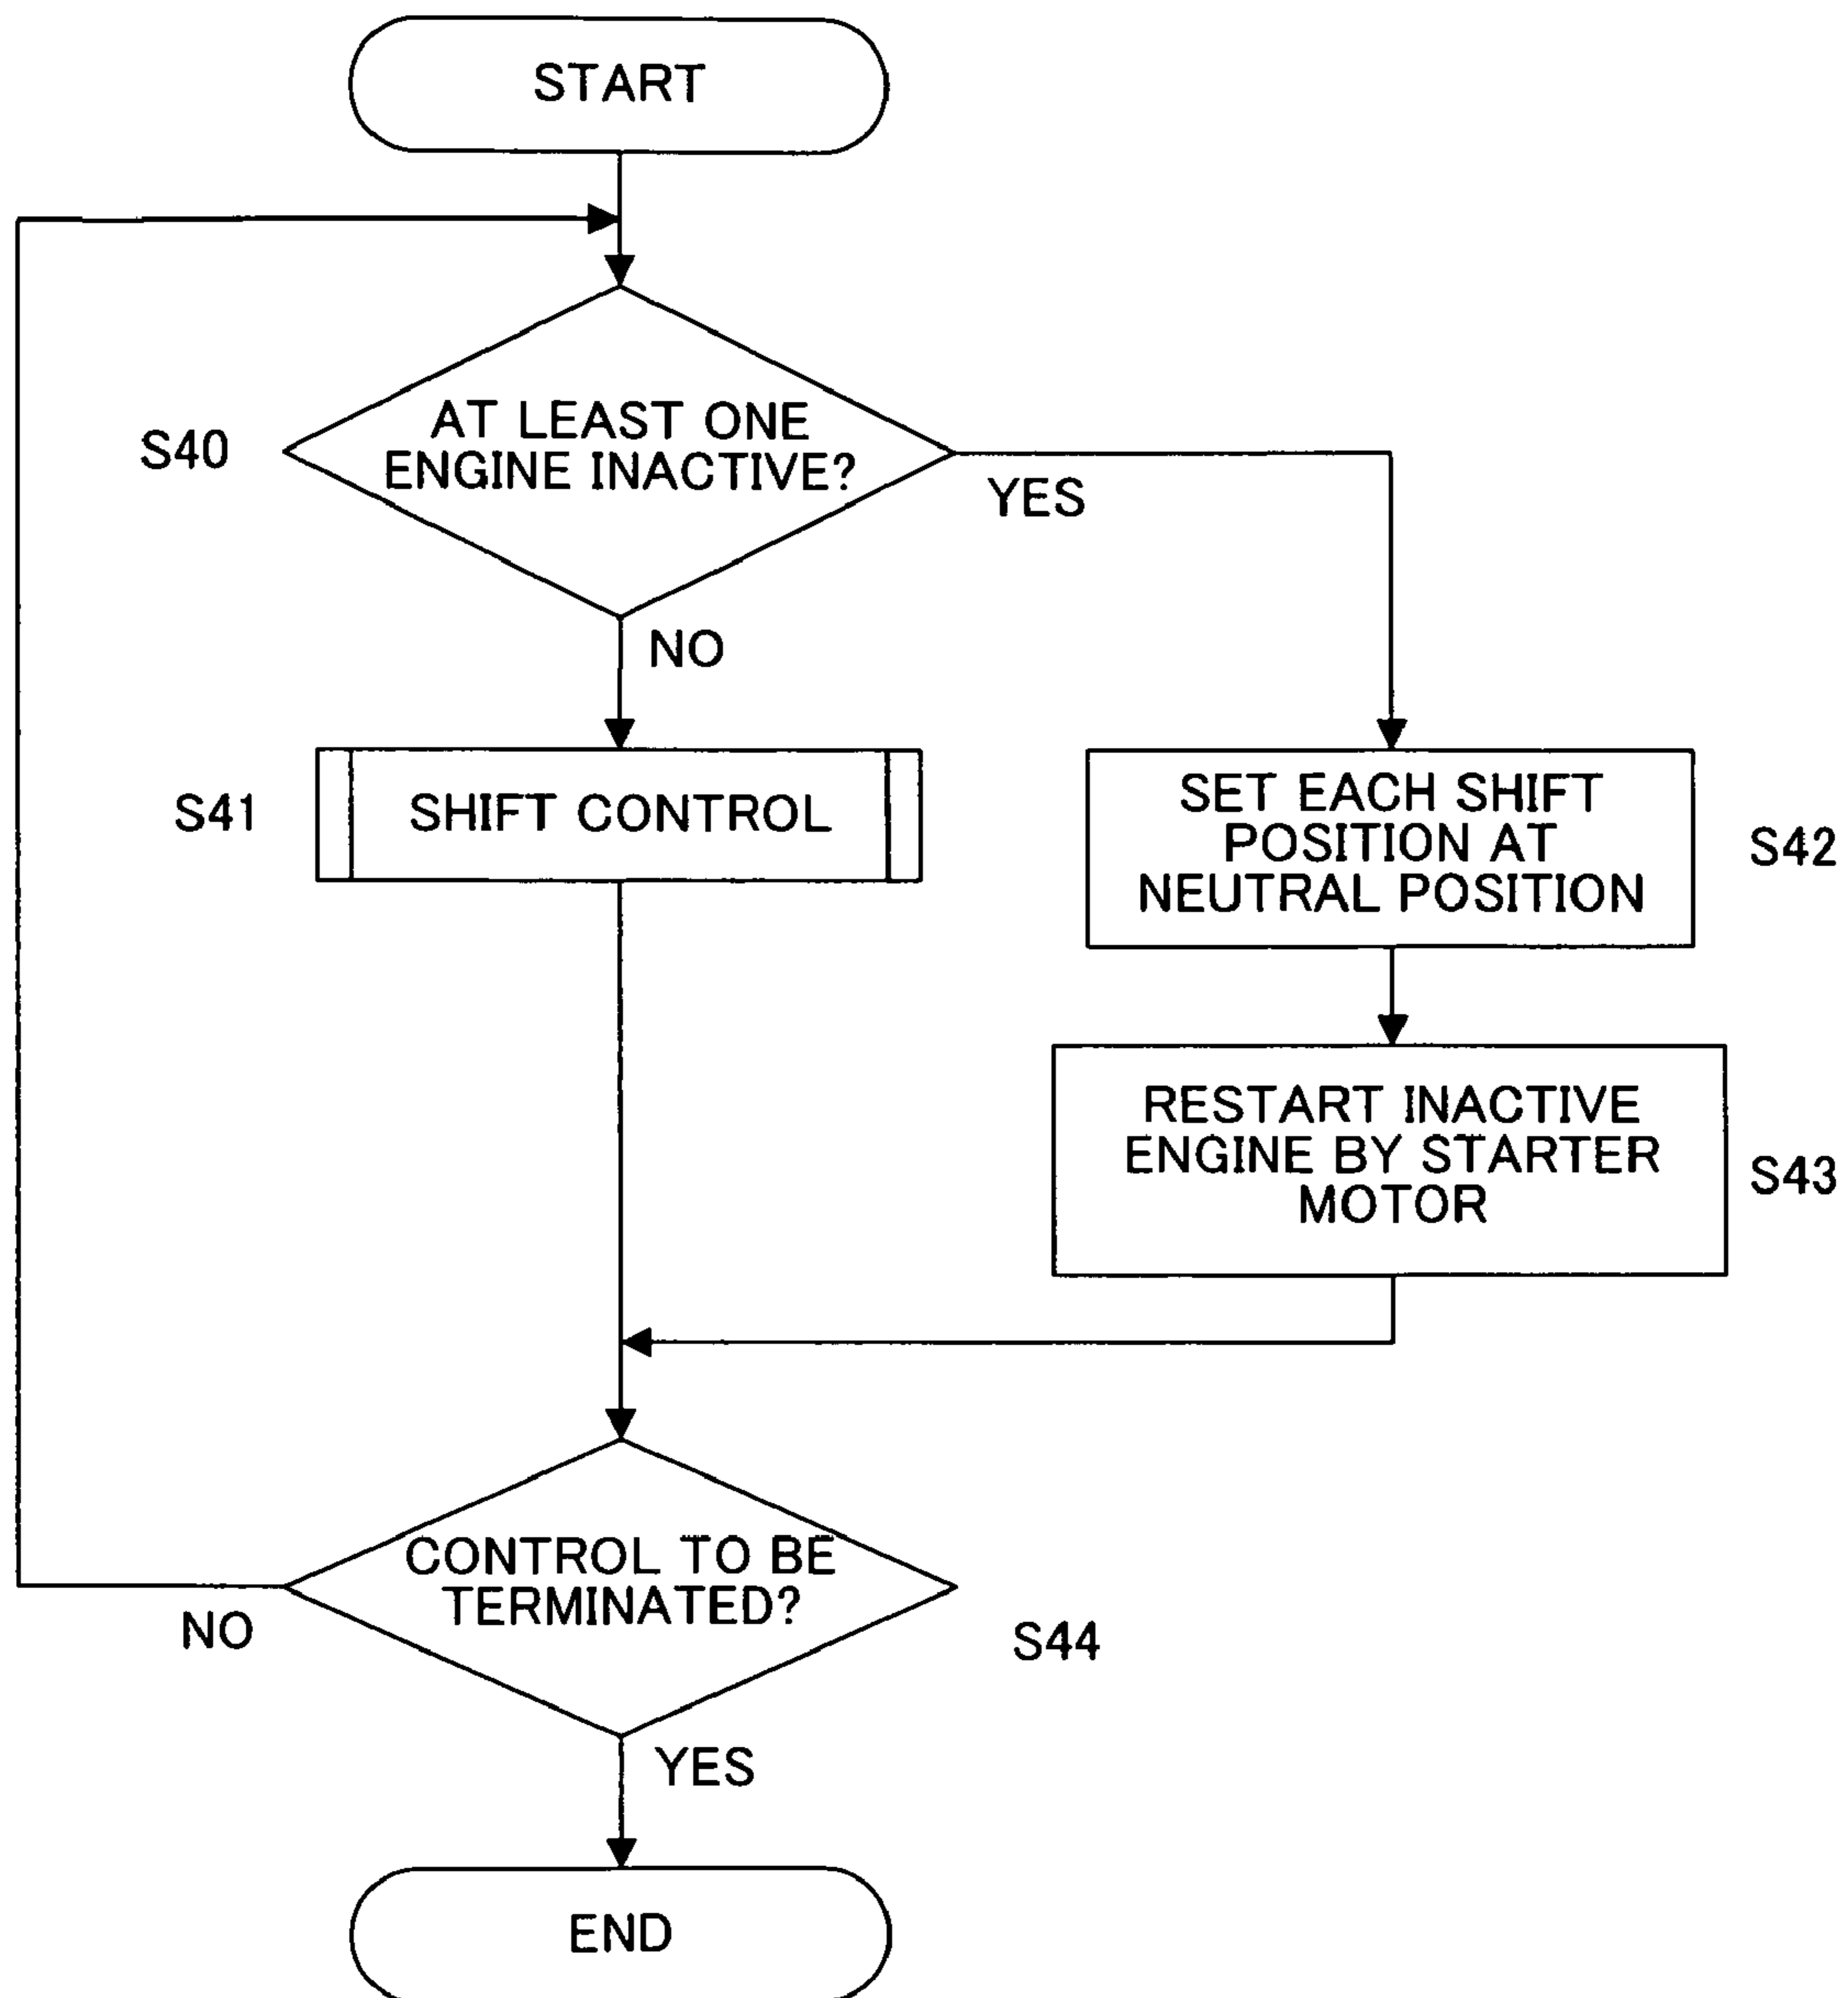 START
S40
AT LEAST ONE
ENGINE INACTIVE?
YES
NO
S41
SHIFT CONTROL
SET EACH SHIFT
POSITION AT
NEUTRAL POSITION
S42
RESTART INACTIVE
ENGINE BY STARTER
MOTOR
S43
CONTROL TO BE
TERMINATED?
NO
S44
YES
END